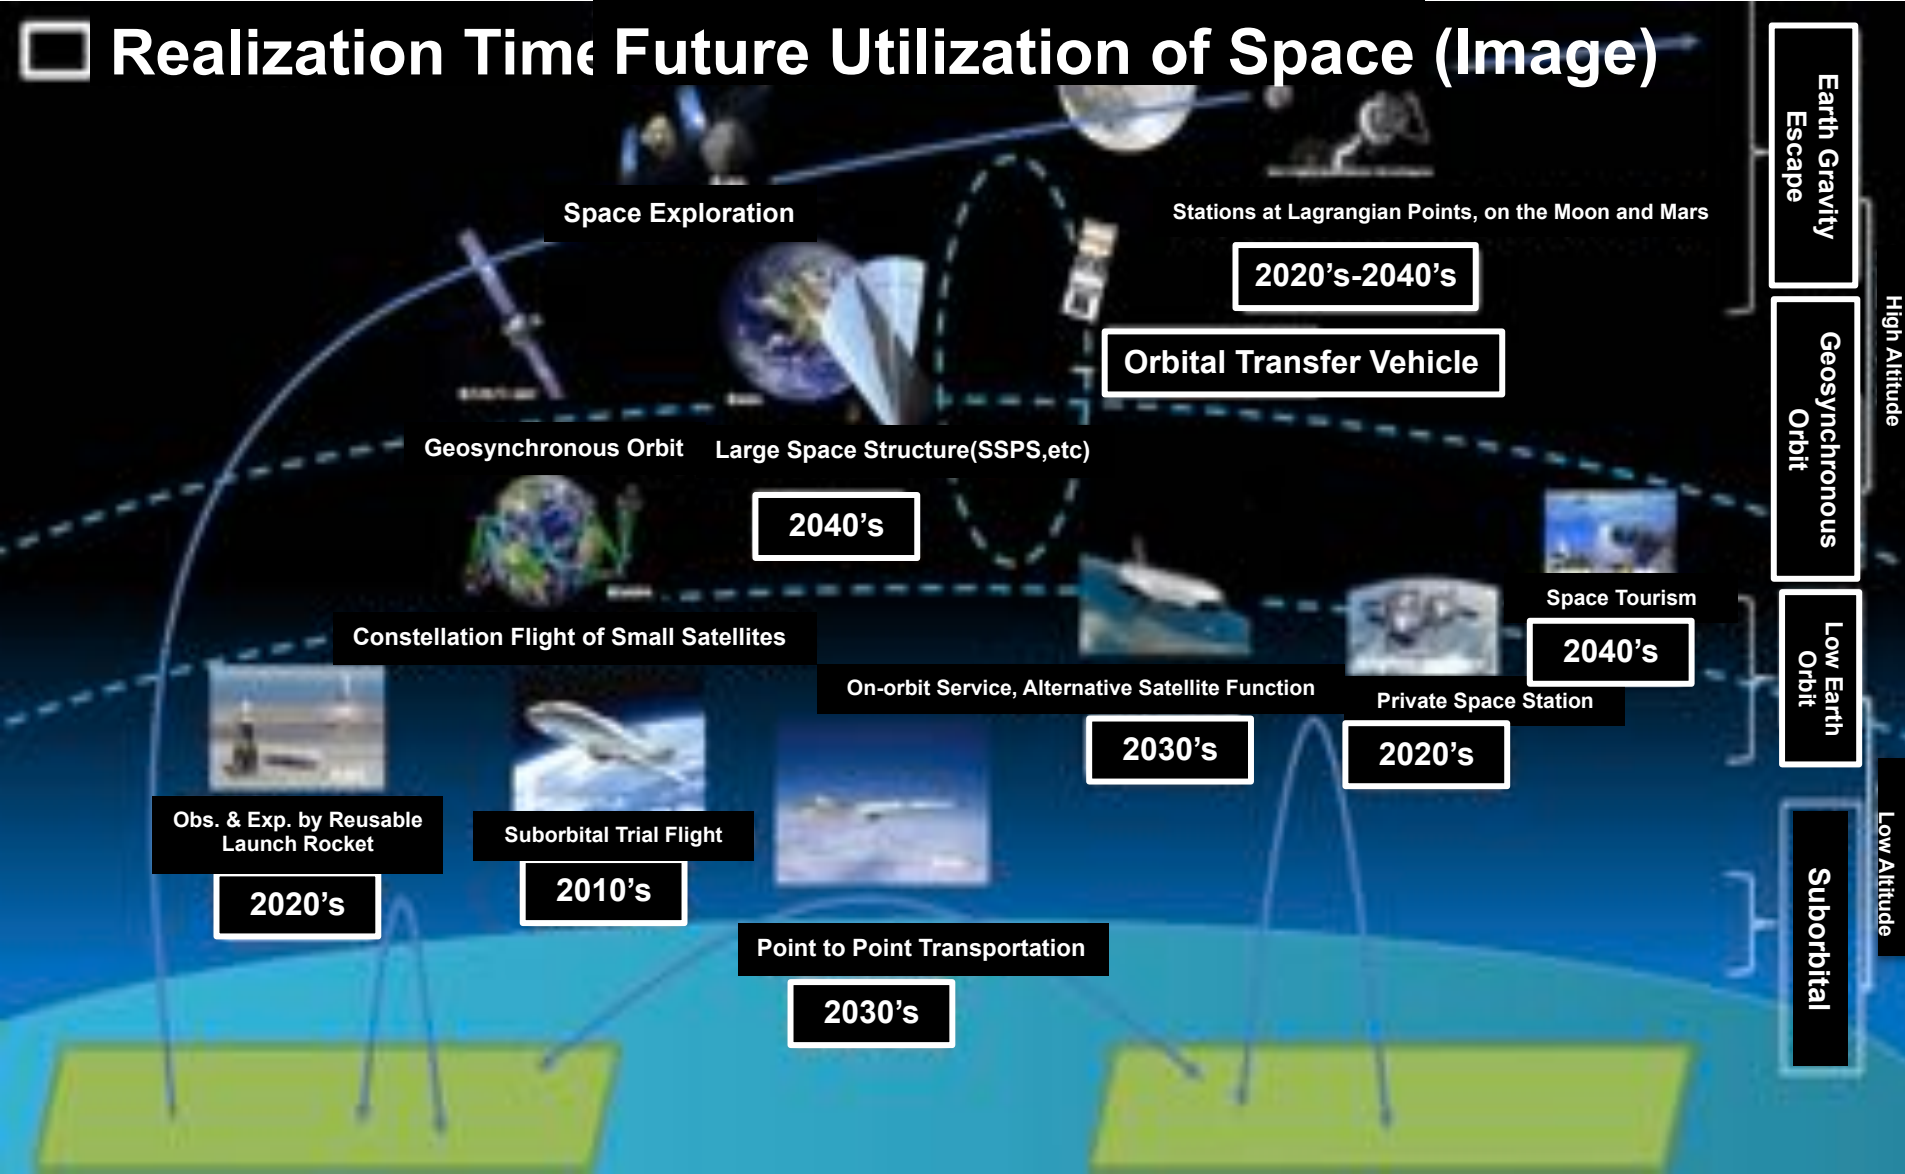 Realization Time
Future Utilization of Space (Image)
Earth Gravity
Escape
Space Exploration
Stations at Lagrangian Points, on the Moon and Mars
2020’s-2040’s
High Altitude
Orbital Transfer Vehicle
Geosynchronous
Orbit
Geosynchronous Orbit
Large Space Structure(SSPS,etc)
2040’s
Space Tourism
2040’s
Constellation Flight of Small Satellites
Low Earth
Orbit
On-orbit Service, Alternative Satellite Function
2030’s
Private Space Station
2020’s
Obs. & Exp. by Reusable
Launch Rocket
2020’s
Suborbital Trial Flight
2010’s
Low Altitude
Suborbital
Point to Point Transportation
2030’s